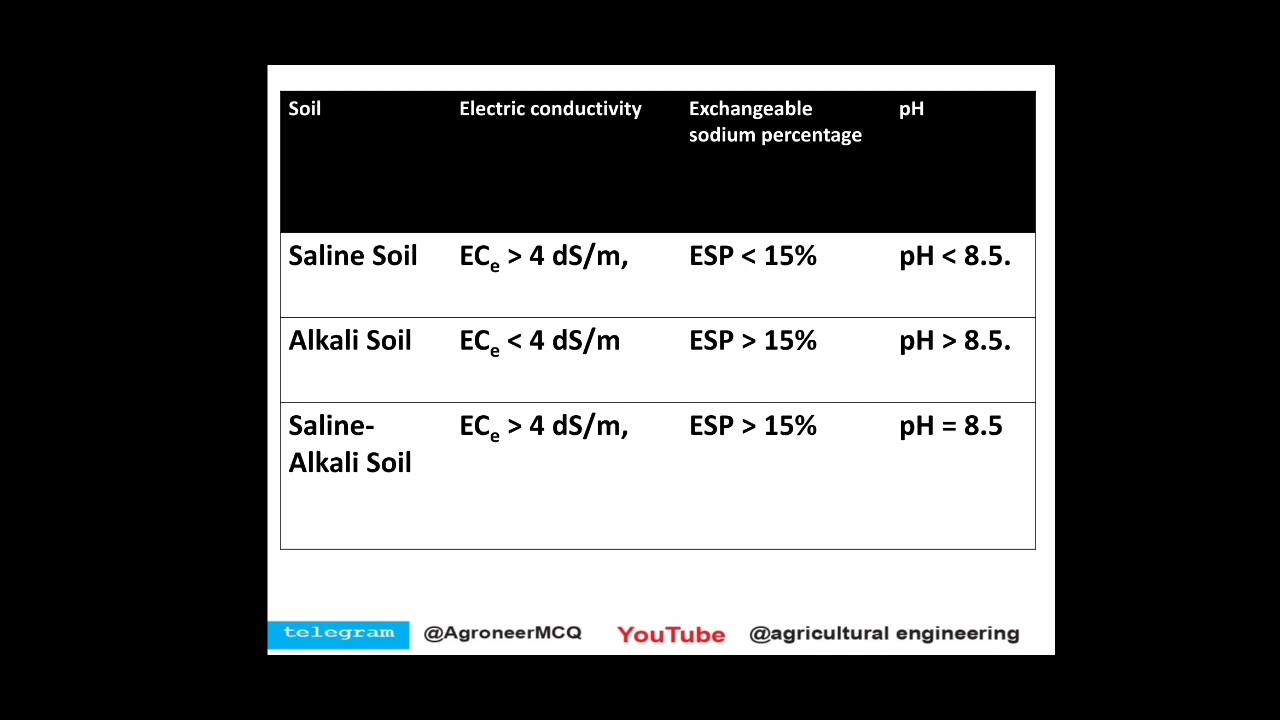 Soil Electric conductivity Exchangeable pH
sodium percentage
Saline Soil ECe > 4 dS/m, ESP < 15% pH < 8.5.
Alkali Soil ECe < 4 dS/m ESP > 15% pH > 8.5.
Saline- ECe > 4 dS/m, ESP > 15% pH = 8.5
Alkali Soil
telegram @AgroneerMCQ YouTube @agricultural engineering